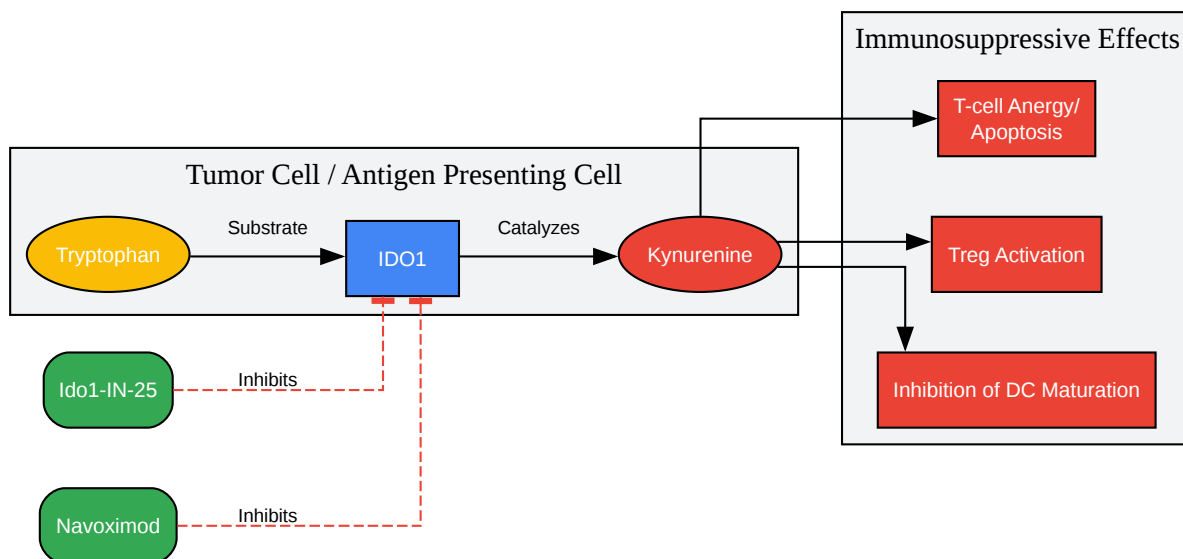 Immunosuppressive Effects
T-cell Anergy/
Apoptosis
Tumor Cell / Antigen Presenting Cell
Substrate
Catalyzes
Tryptophan
IDO1
Kynurenine
Treg Activation
Ido1-IN-25
Inhibits
Inhibition of DC Maturation
Navoximod
Inhibits